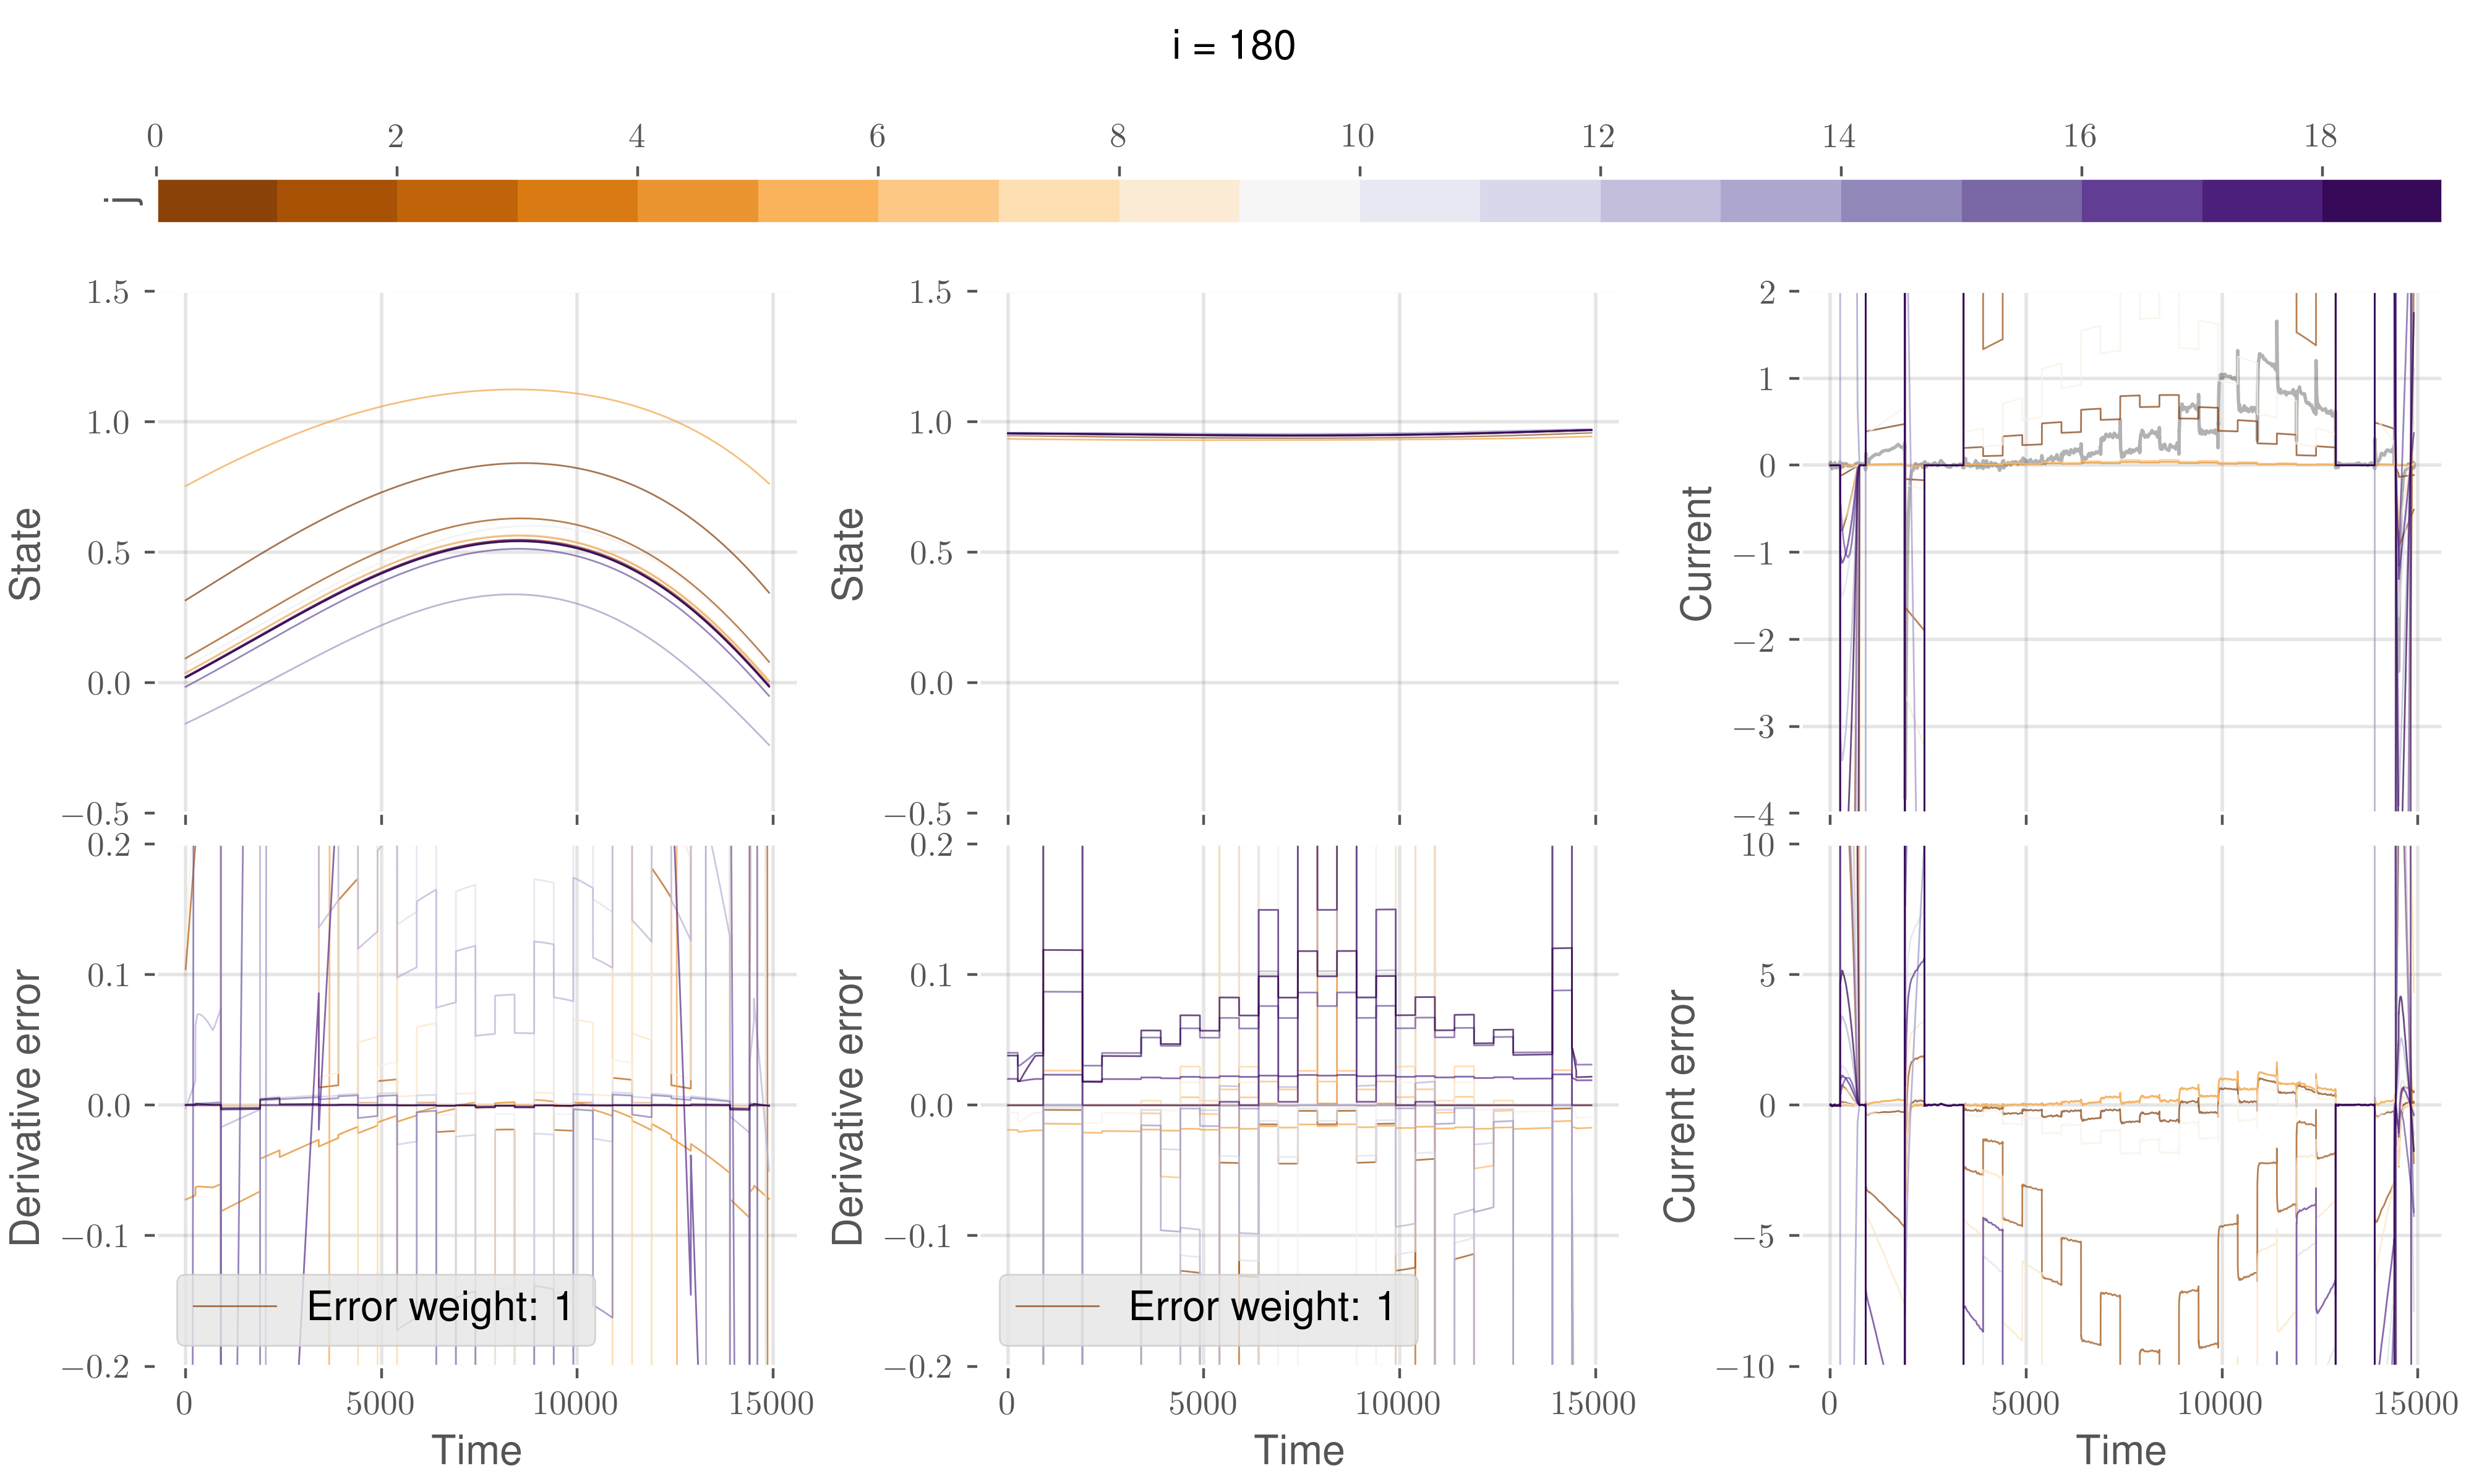 i = 180
0 2 4 6 8 10 12 14 16 18
j
1.5 1.0 0.5 0.0 −0.5
State
1.5 1.0 0.5 0.0 −0.5
State
2 1 0 −1 −2 −3 −4
Current
0.2 0.1 0.0 −0.1 −0.2
Derivative error
Error weight: 1
0 5000 10000 15000
Time
0.2 0.1 0.0 −0.1 −0.2
Derivative error
Error weight: 1
0 5000 10000 15000
Time
10 5 0 −5 −10
Current error
0 5000 10000 15000
Time